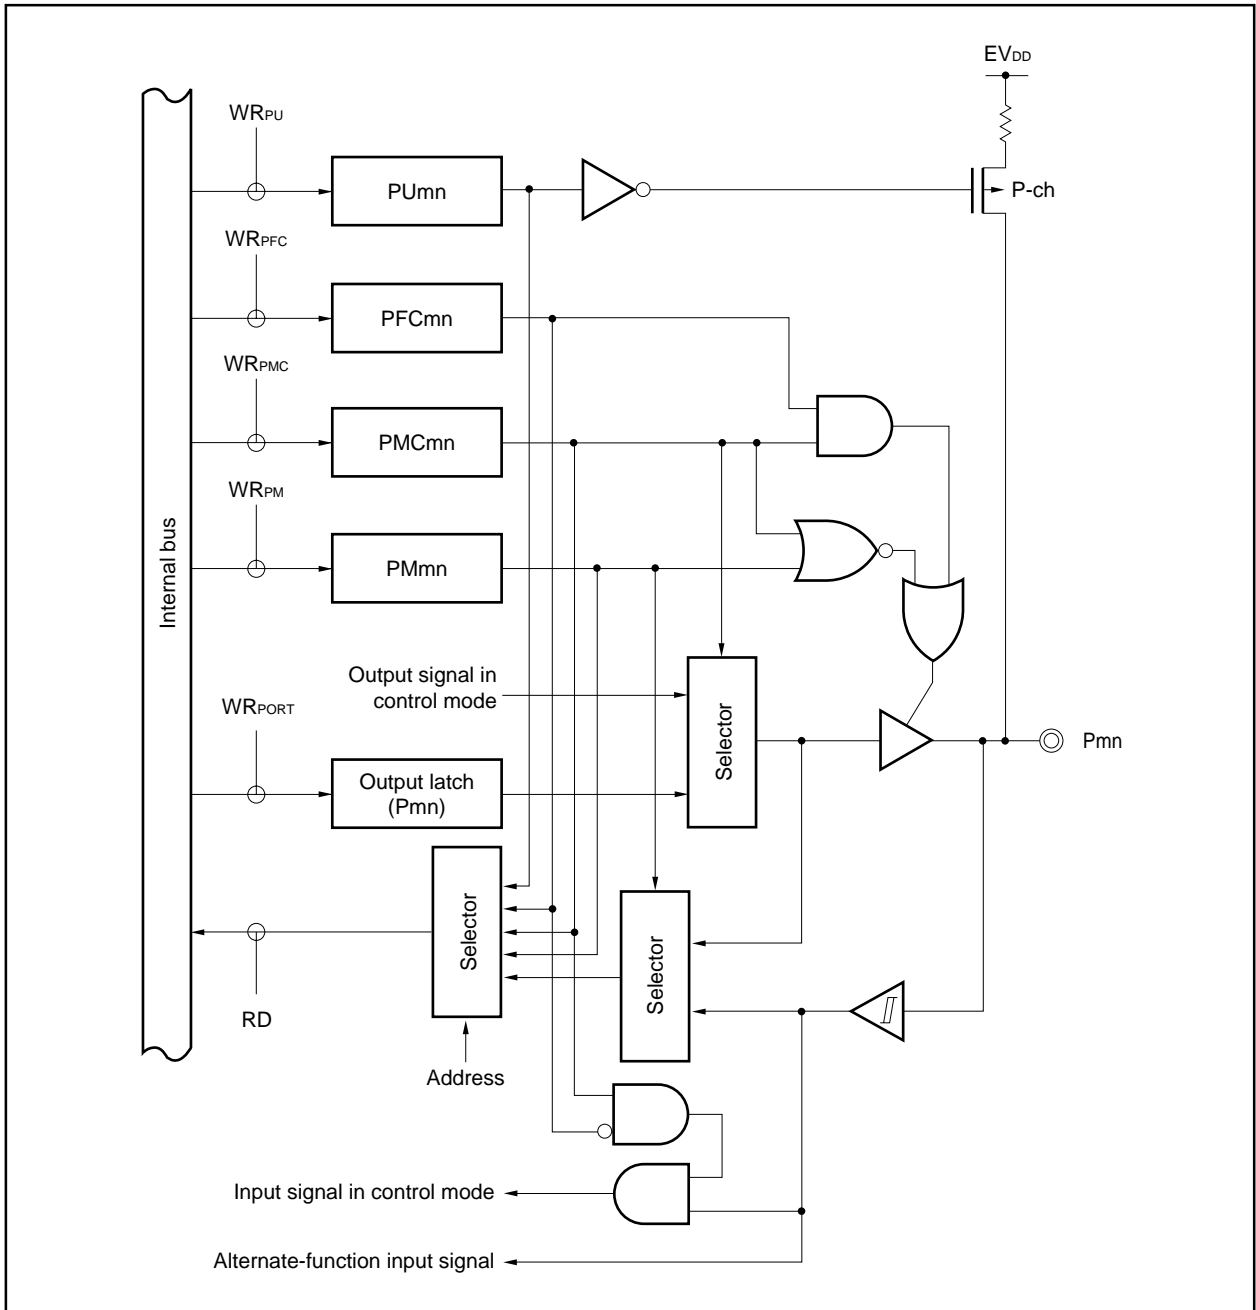 EVDD
WRPU
PUmn
P-ch
WRPFC
PFCmn
WRPMC
PMCmn
WRPM
PMmn
Internal bus
Output signal in
control mode
WRPORT
Selector
Pmn
Output latch
(Pmn)
Selector
Selector
RD
Address
Input signal in control mode
Alternate-function input signal